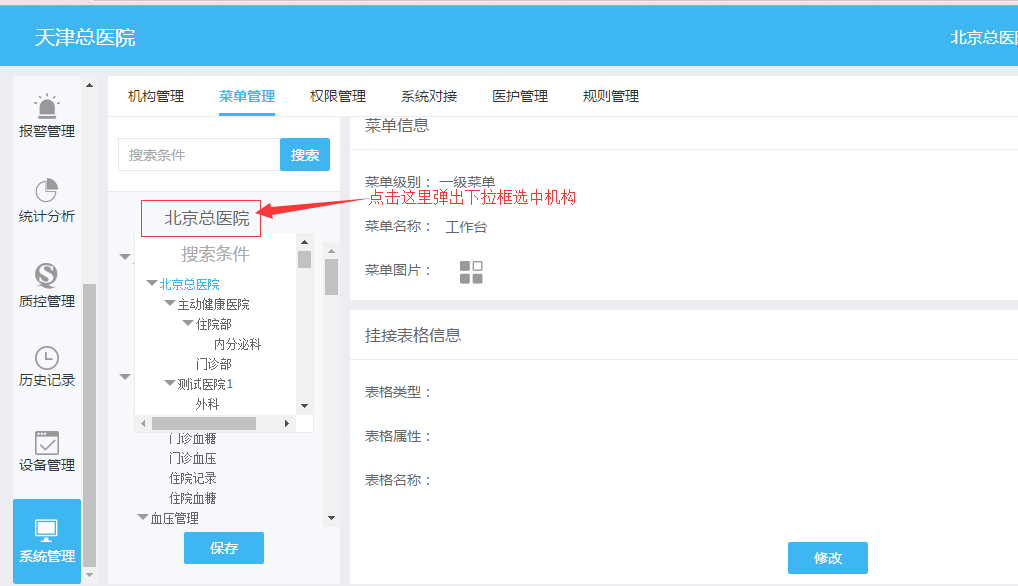 天津总医院
北京总医
报警管理
统计分析
质控管理
历史记录
设备管理
系统管理
机构管理 菜单管理 权限管理 系统对接 医护管理 规则管理
搜索条件 搜索
北京总医院
搜索条件
北京总医院
主动健康医院
住院部
内分泌科
门诊部
测试医院1
外科
门诊血糖
门诊血压
住院记录
住院血糖
血压管理
保存
菜单信息
菜单级别： 一级菜单
点击这里弹出下拉框选中机构
菜单名称： 工作台
菜单图片：
挂接表格信息
表格类型：
表格属性：
表格名称：
修改